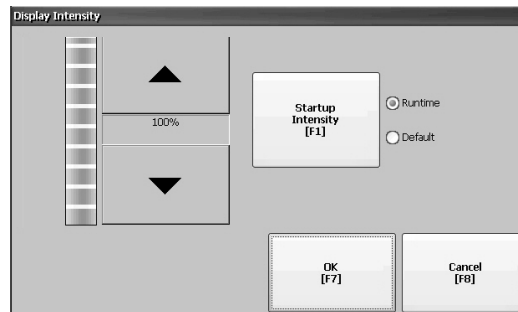 Display Intensity
100%
Startup
Intensity
[F1]
Runtime
Default
OK
[F7]
Cancel
[F8]